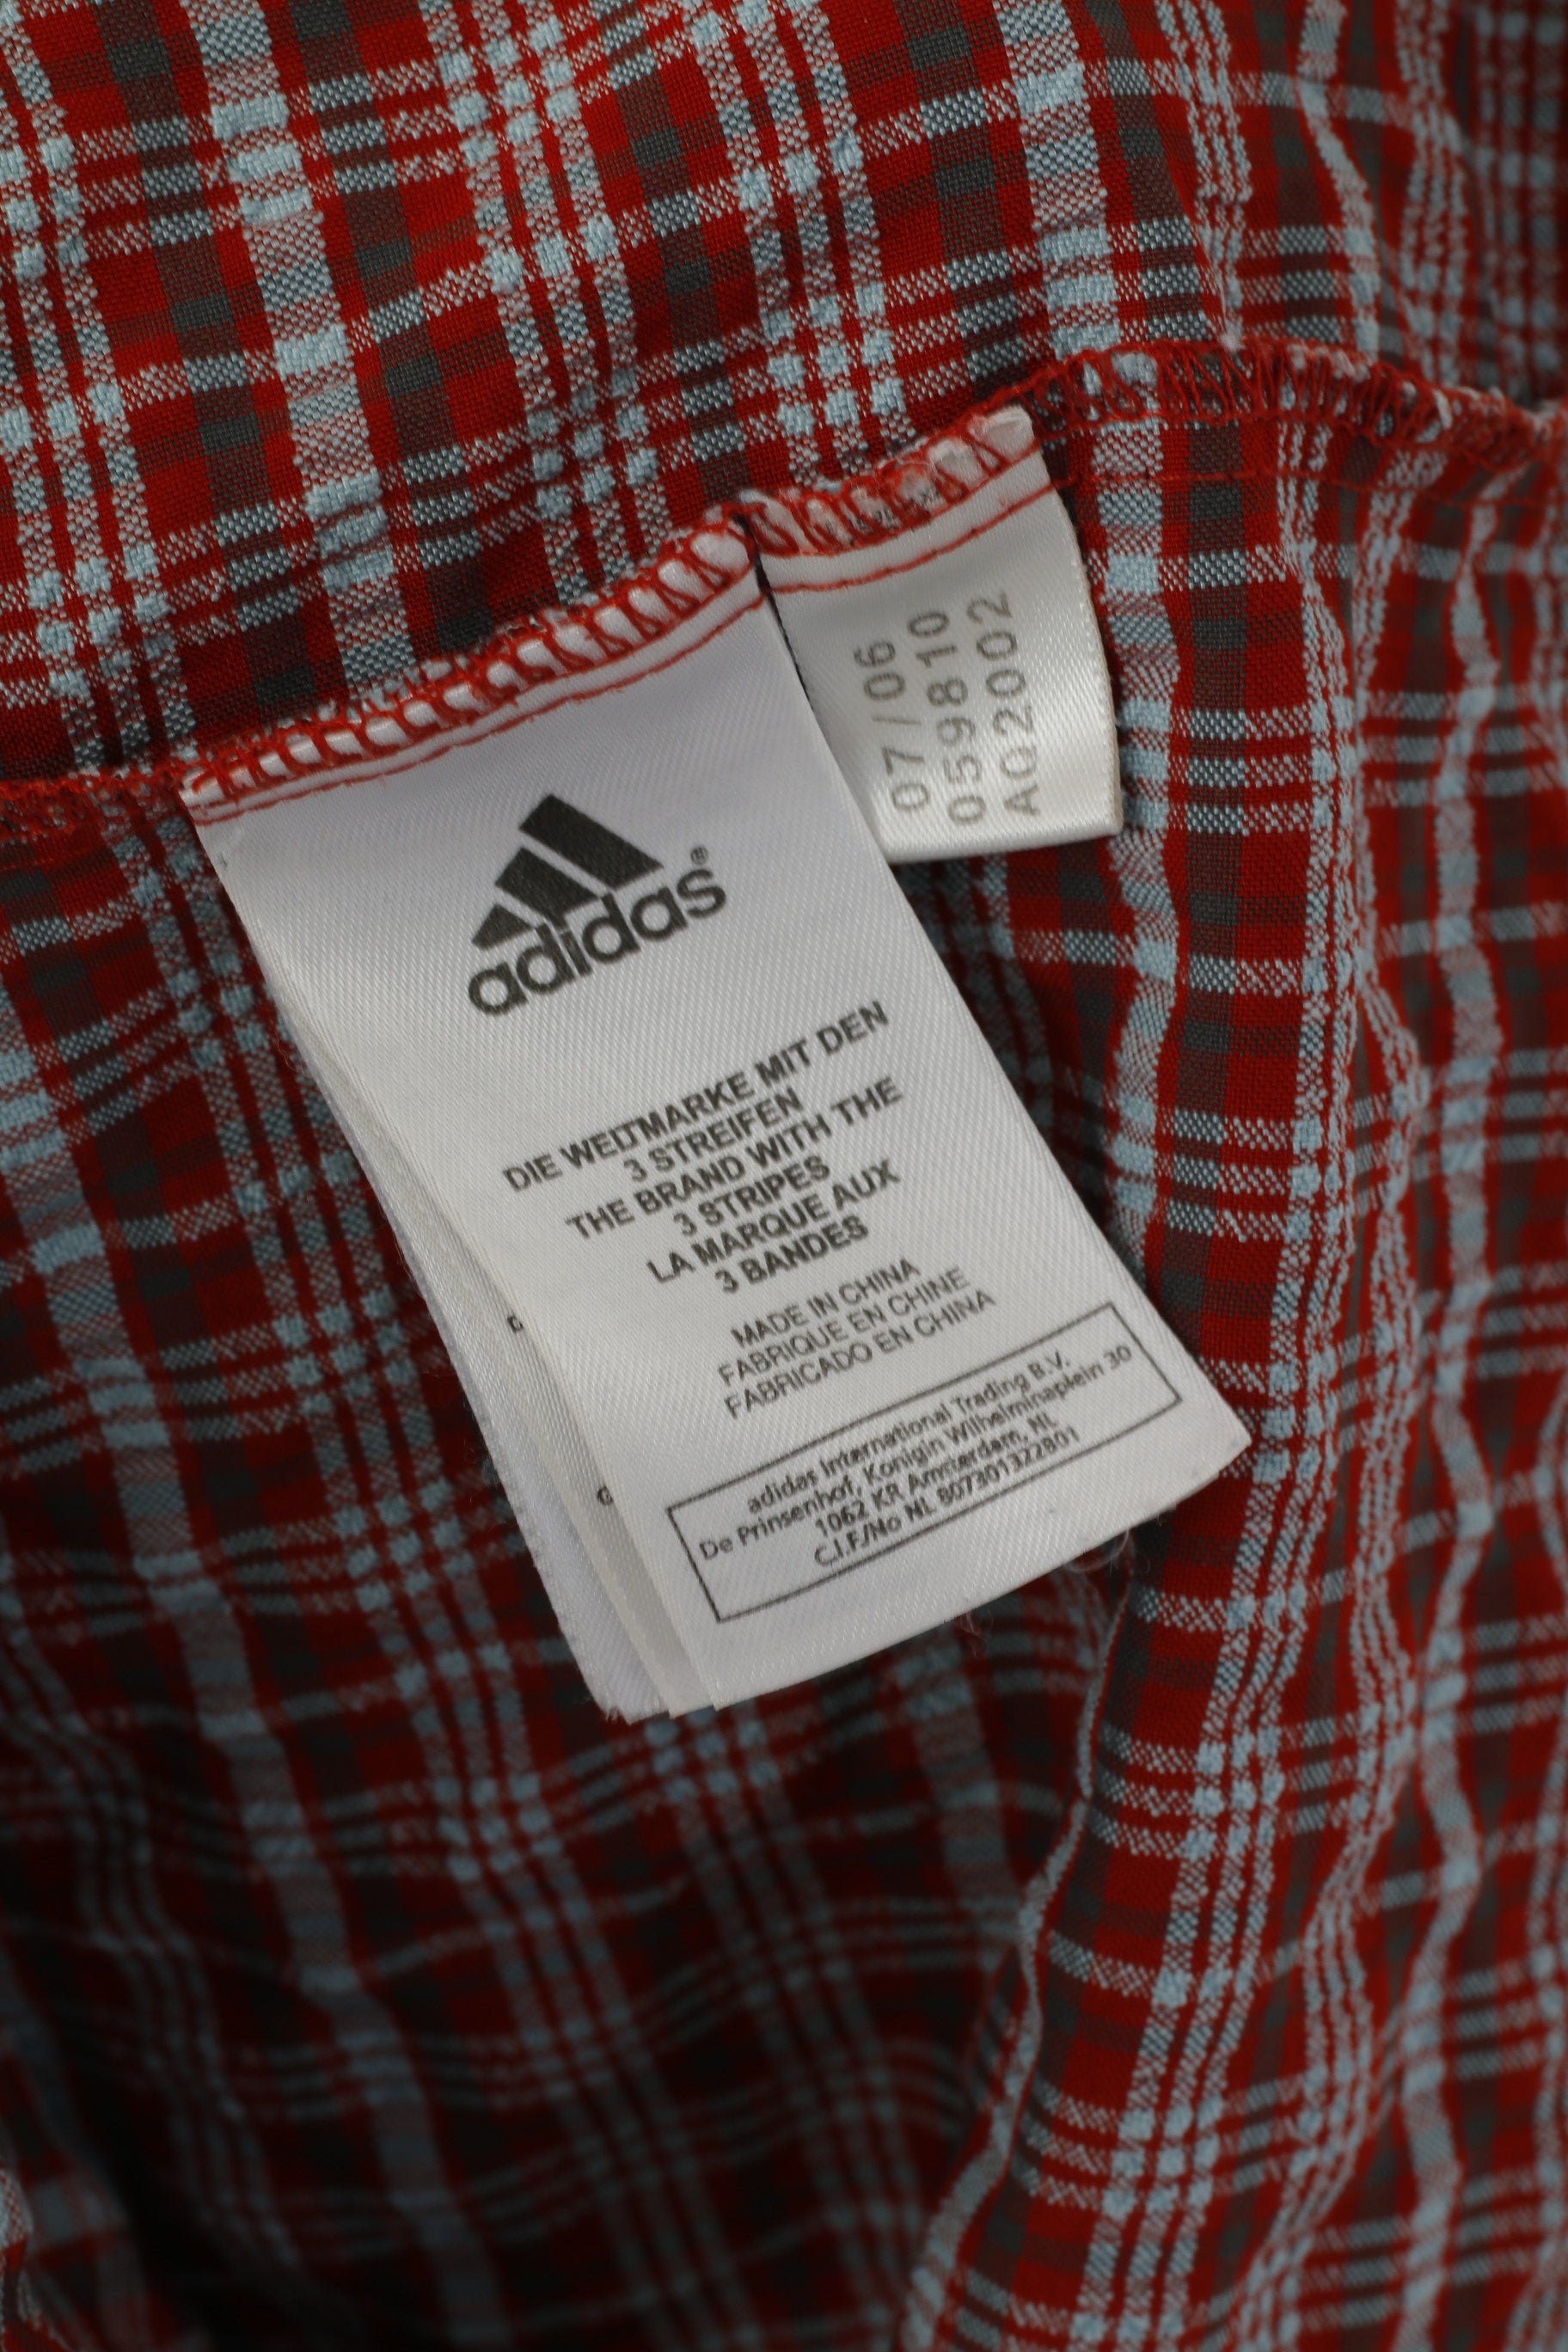 adidas®
DIE WELTMARKE MIT DEN
3 STREIFEN
THE BRAND WITH THE
3 STRIPES
LA MARQUE AUX
3 BANDES
MADE IN CHINA
FABRIQUE EN CHINE
FABRICADO EN CHINA
adidas International Trading B.V.
De Prinsenhof, Konigin Wilhelminaplein 30
1062 KR Amsterdam, NL
C.I.F./No NL 807301322B01
07/06
059810
AQ2002